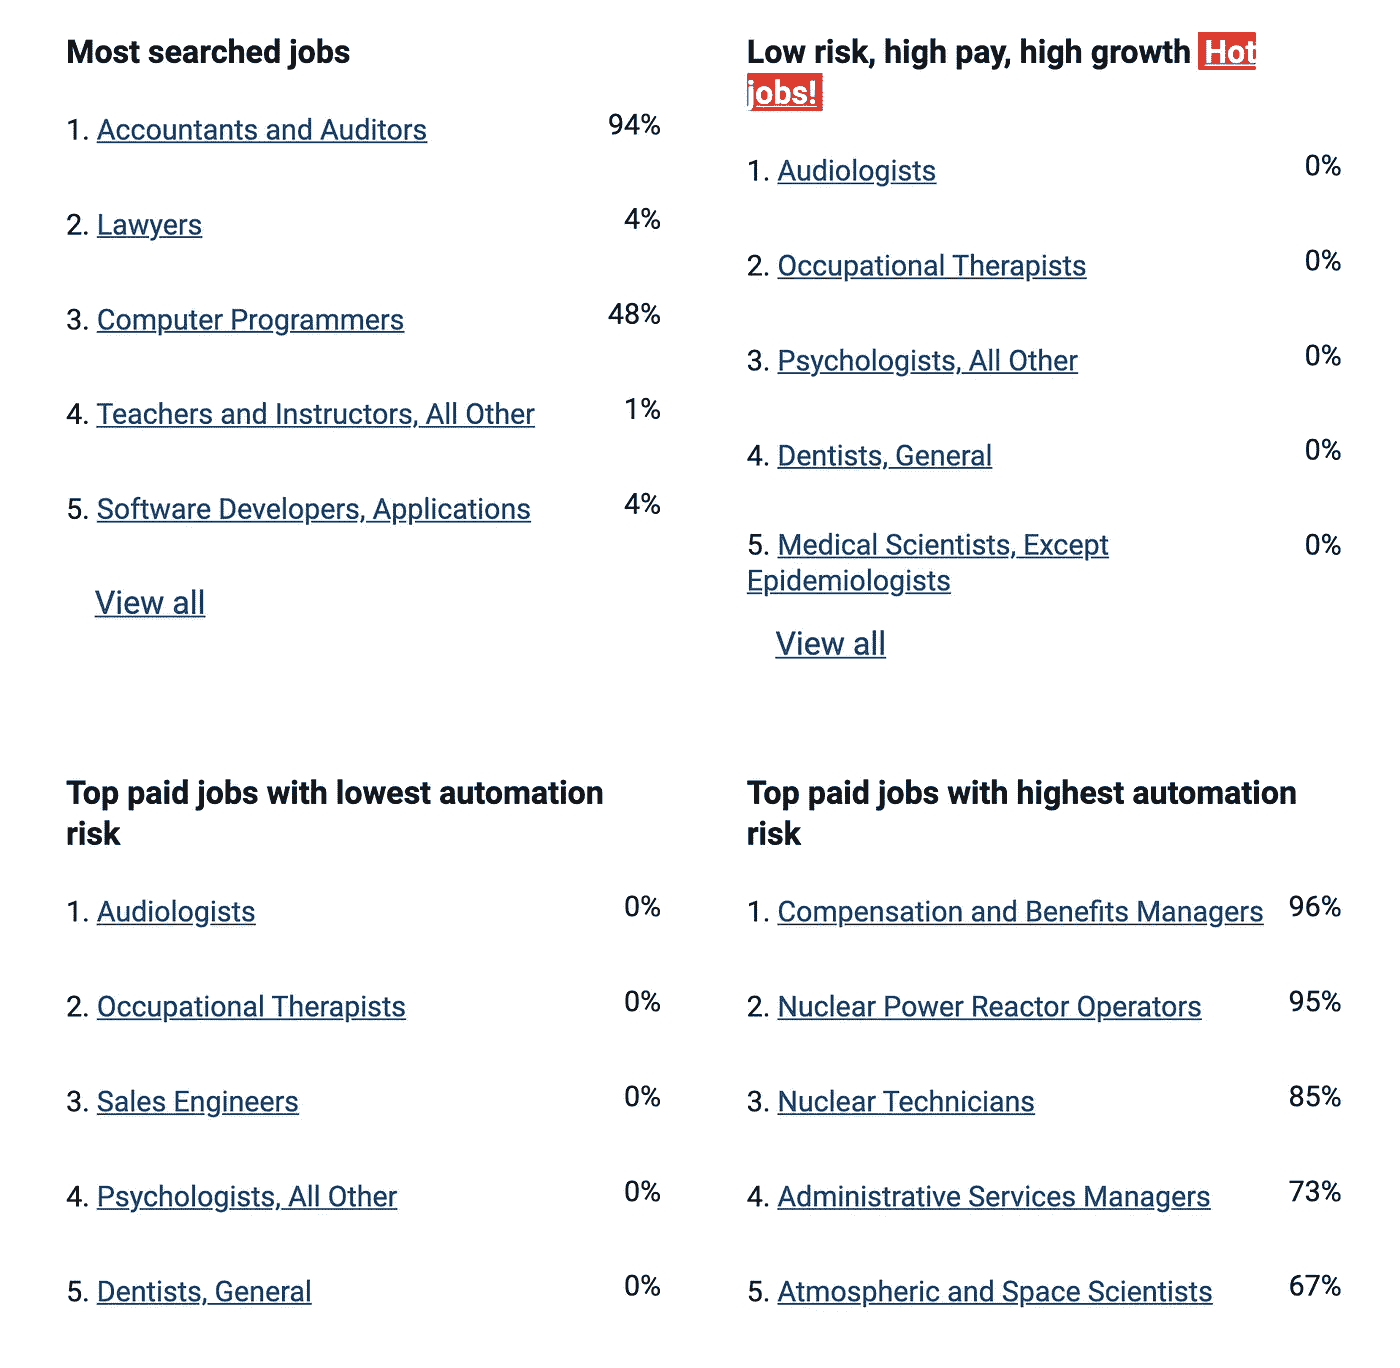 Most searched jobs
1. Accountants and Auditors 94%
2. Lawyers 4%
3. Computer Programmers 48%
4. Teachers and Instructors, All Other 1%
5. Software Developers, Applications 4%
View all
Low risk, high pay, high growth Hot
jobs!
1. Audiologists 0%
2. Occupational Therapists 0%
3. Psychologists, All Other 0%
4. Dentists, General 0%
5. Medical Scientists, Except 0%
Epidemiologists
View all
Top paid jobs with lowest automation
risk
1. Audiologists 0%
2. Occupational Therapists 0%
3. Sales Engineers 0%
4. Psychologists, All Other 0%
5. Dentists, General 0%
Top paid jobs with highest automation
risk
1. Compensation and Benefits Managers 96%
2. Nuclear Power Reactor Operators 95%
3. Nuclear Technicians 85%
4. Administrative Services Managers 73%
5. Atmospheric and Space Scientists 67%